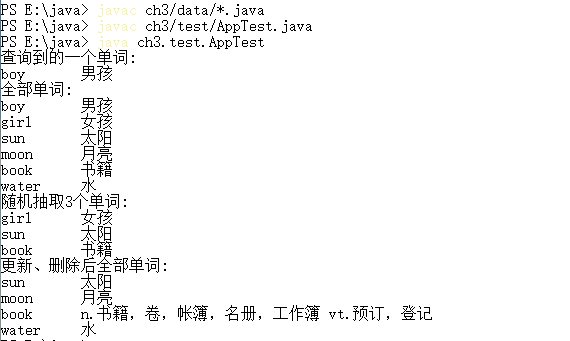 PS E:\java> javac ch3/data/*.java
PS E:\java> javac ch3/test/AppTest.java
PS E:\java> java ch3.test.AppTest
查询到的一个单词:
boy 男孩
全部单词:
boy 男孩
girl 女孩
sun 太阳
moon 月亮
book 书籍
water 水
随机抽取3个单词:
girl 女孩
sun 太阳
book 书籍
更新、删除后全部单词:
sun 太阳
moon 月亮
book n.书籍，卷，帐簿，名册，工作簿 vt.预订，登记
water 水